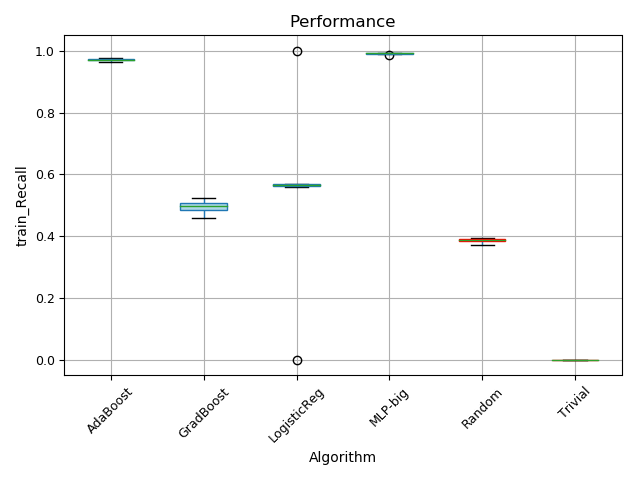 Performance
train_Recall
1.0
0.8
0.6
0.4
0.2
0.0
AdaBoost
GradBoost
LogisticReg
MLP-big
Random
Trivial
Algorithm